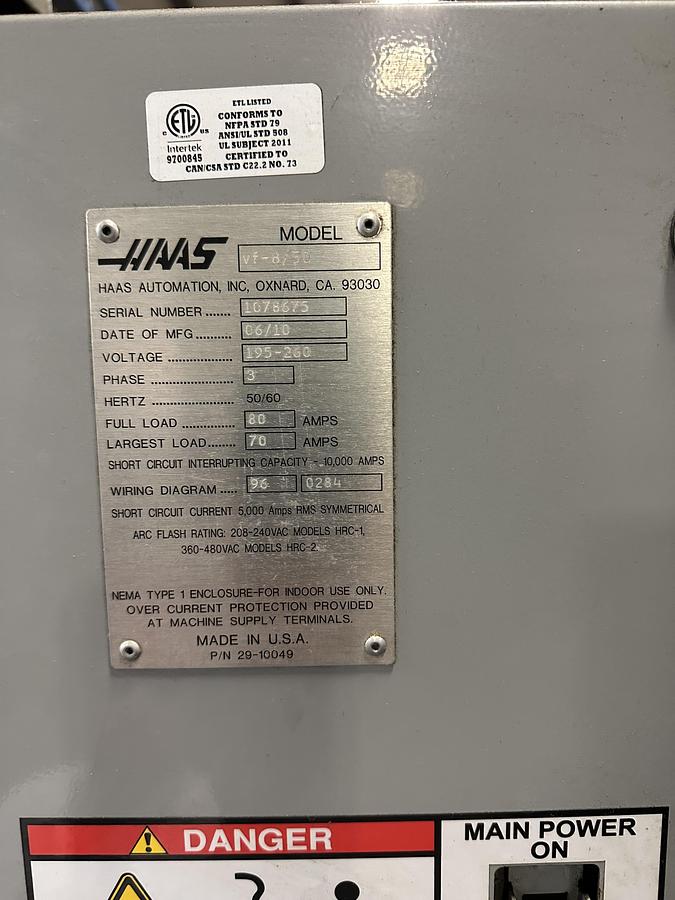 ETL LISTED
CONFORMS TO
NFPA STD 79
ANSI/UL STD 508
UL SUBJECT 2011
CERTIFIED TO
CAN/CSA STD C22.2 NO. 73
C ETL US
Intertek
9700845
HAAS
MODEL
vf-8/50
HAAS AUTOMATION, INC, OXNARD, CA. 93030
SERIAL NUMBER ....... 1078675
DATE OF MFG.......... 06/10
VOLTAGE .................. 195-260
PHASE ...................... 3
HERTZ ...................... 50/60
FULL LOAD .............. 80 AMPS
LARGEST LOAD........ 70 AMPS
SHORT CIRCUIT INTERRUPTING CAPACITY - 10,000 AMPS
WIRING DIAGRAM ..... 96 0284
SHORT CIRCUIT CURRENT 5,000 Amps RMS SYMMETRICAL
ARC FLASH RATING: 208-240VAC MODELS HRC-1,
360-480VAC MODELS HRC-2.
NEMA TYPE 1 ENCLOSURE-FOR INDOOR USE ONLY.
OVER CURRENT PROTECTION PROVIDED
AT MACHINE SUPPLY TERMINALS.
MADE IN U.S.A.
P/N 29-10049
DANGER
MAIN POWER
ON